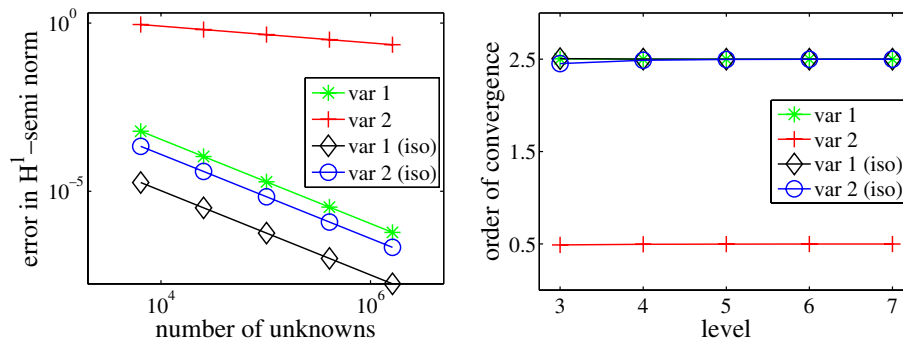 error in H^1−semi norm
10^0
10^−5
var 1
var 2
var 1 (iso)
var 2 (iso)
10^4
10^6
number of unknowns
order of convergence
2.5
1.5
0.5
var 1
var 2
var 1 (iso)
var 2 (iso)
3 4 5 6 7
level